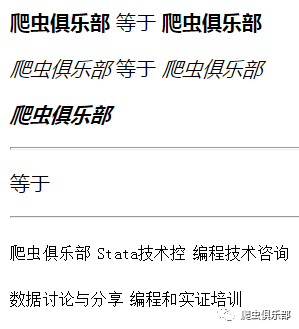 爬虫俱乐部 等于 爬虫俱乐部
爬虫俱乐部 等于 爬虫俱乐部
爬虫俱乐部
等于
爬虫俱乐部 Stata技术控 编程技术咨询
数据讨论与分享 编程和实证培训
爬虫俱乐部